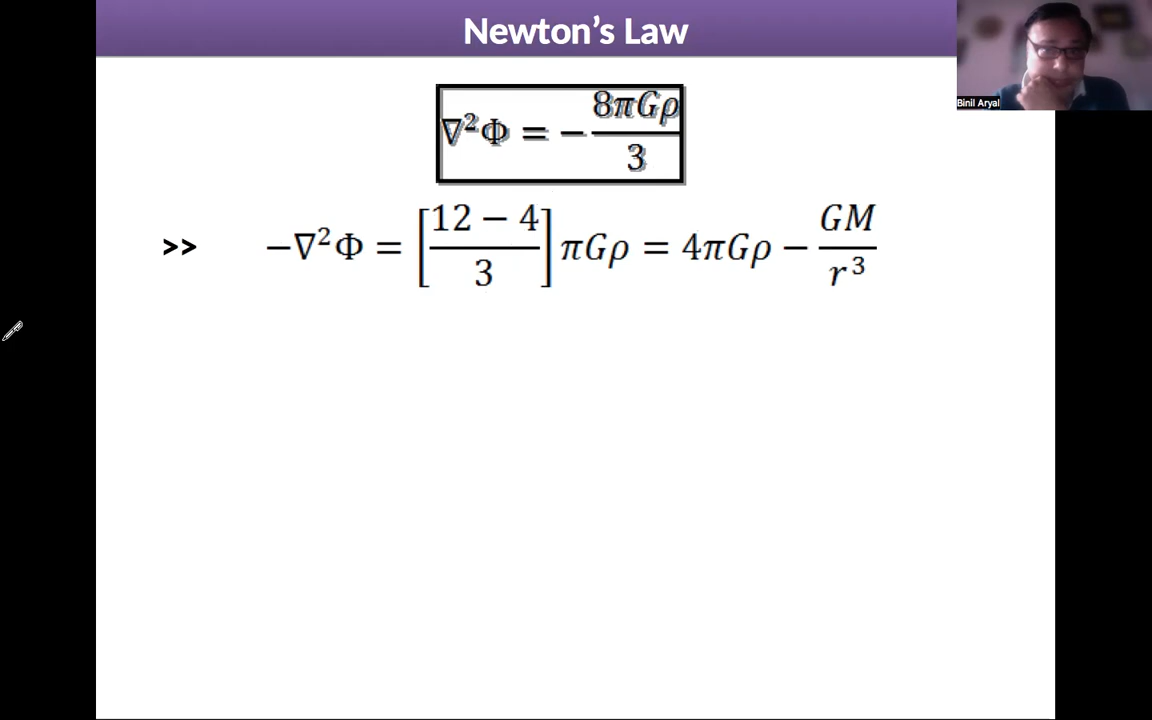 Newton's Law
Binil Aryal
∇²Φ = −8πGρ/3
>> −∇²Φ = [12 − 4/3] πGρ = 4πGρ − GM/r³